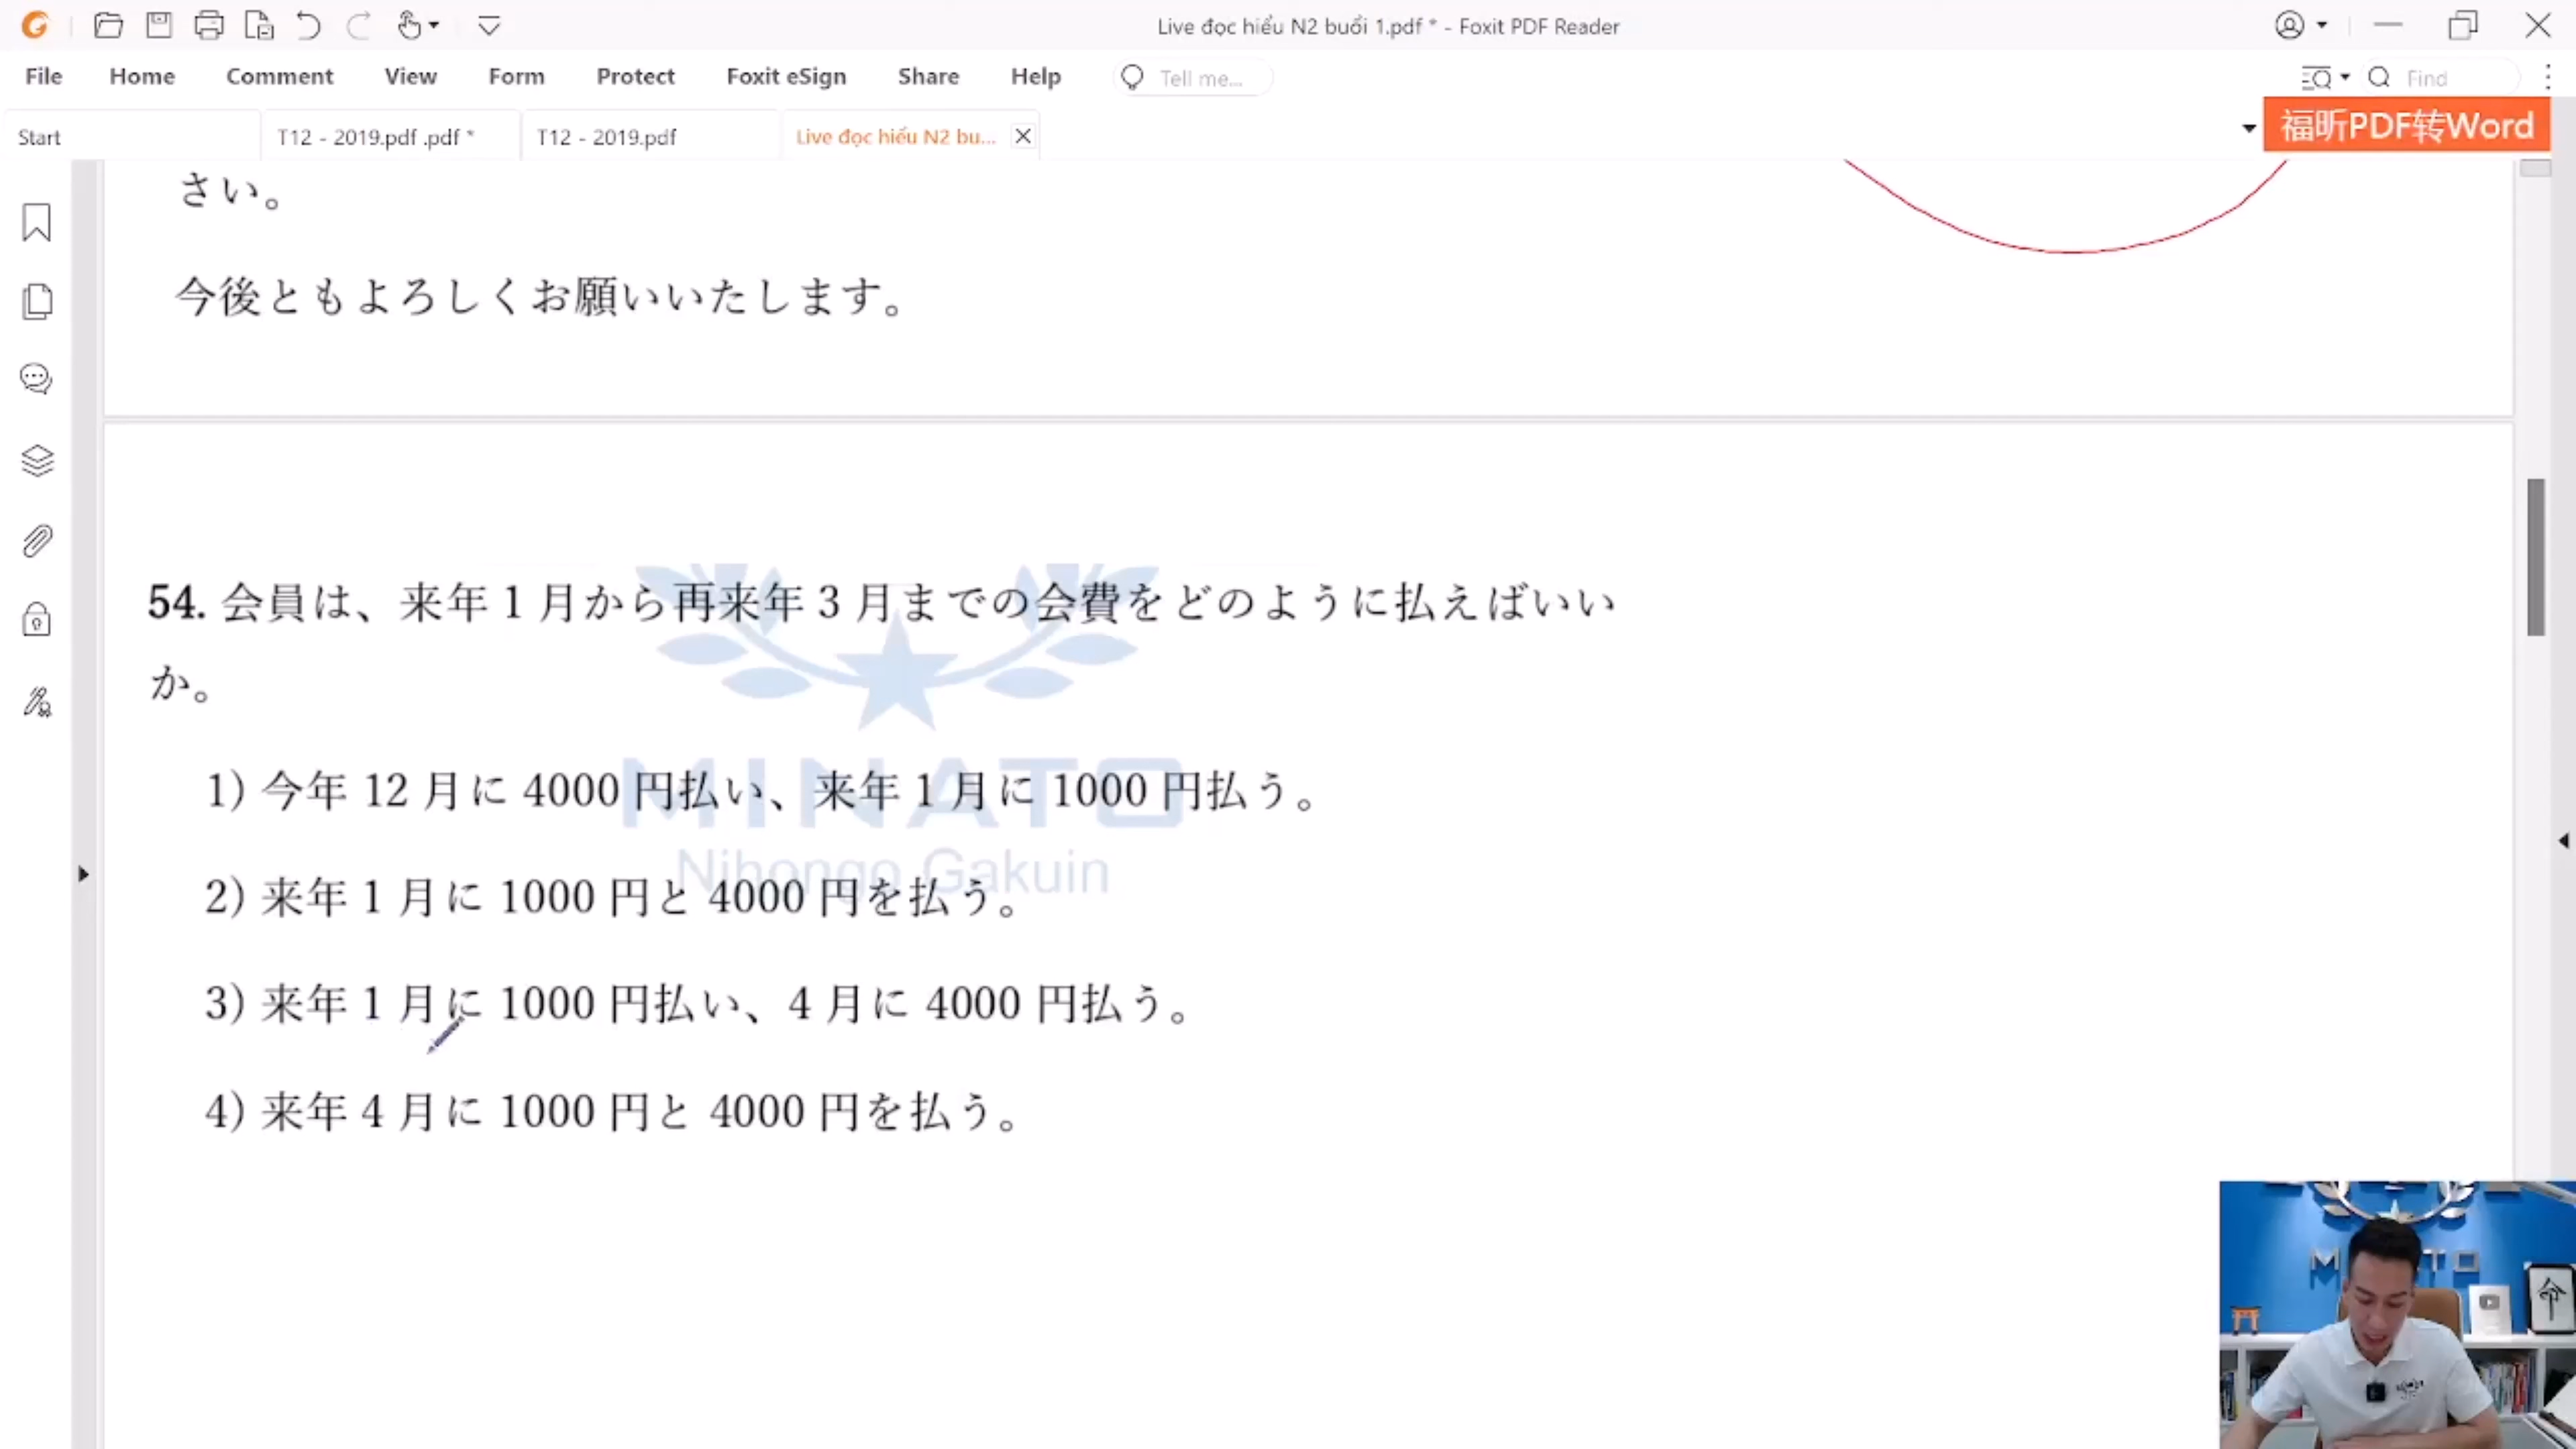 Live đọc hiểu N2 buổi 1.pdf * - Foxit PDF Reader
File Home Comment View Form Protect Foxit eSign Share Help Tell me... Find
Start T12 - 2019.pdf .pdf * T12 - 2019.pdf Live đọc hiểu N2 bu... 福昕PDF转Word
さい。
今後ともよろしくお願いいたします。
54. 会員は、来年1月から再来年3月までの会費をどのように払えばいい
か。
1) 今年12月に4000円払い、来年1月に1000円払う。
MINATO
Nihongo Gakuin
2) 来年1月に1000円と4000円を払う。
3) 来年1月に1000円払い、4月に4000円払う。
4) 来年4月に1000円と4000円を払う。